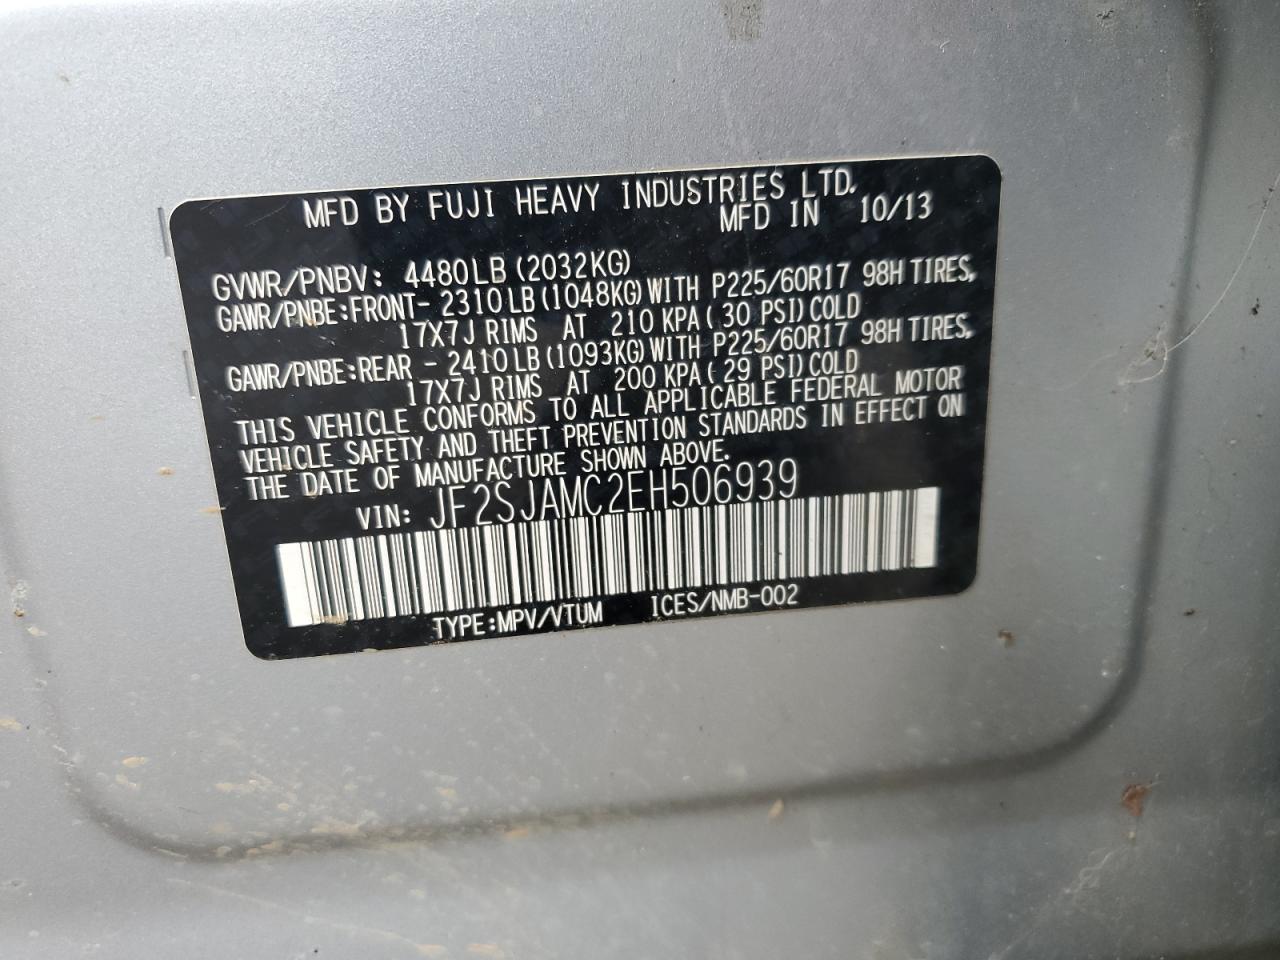 MFD BY FUJI HEAVY INDUSTRIES LTD.
MFD IN 10/13
GVWR/PNBV: 4480LB (2032KG)
GAWR/PNBE:FRONT- 2310LB(1048KG)WITH P225/60R17 98H TIRES,
17X7J RIMS AT 210 KPA( 30 PSI)COLD
GAWR/PNBE:REAR - 2410LB(1093KG)WITH P225/60R17 98H TIRES,
17X7J RIMS AT 200 KPA( 29 PSI)COLD
THIS VEHICLE CONFORMS TO ALL APPLICABLE FEDERAL MOTOR
VEHICLE SAFETY AND THEFT PREVENTION STANDARDS IN EFFECT ON
THE DATE OF MANUFACTURE SHOWN ABOVE.
VIN: JF2SJAMC2EH506939
TYPE:MPV/VTUM ICES/NMB-002